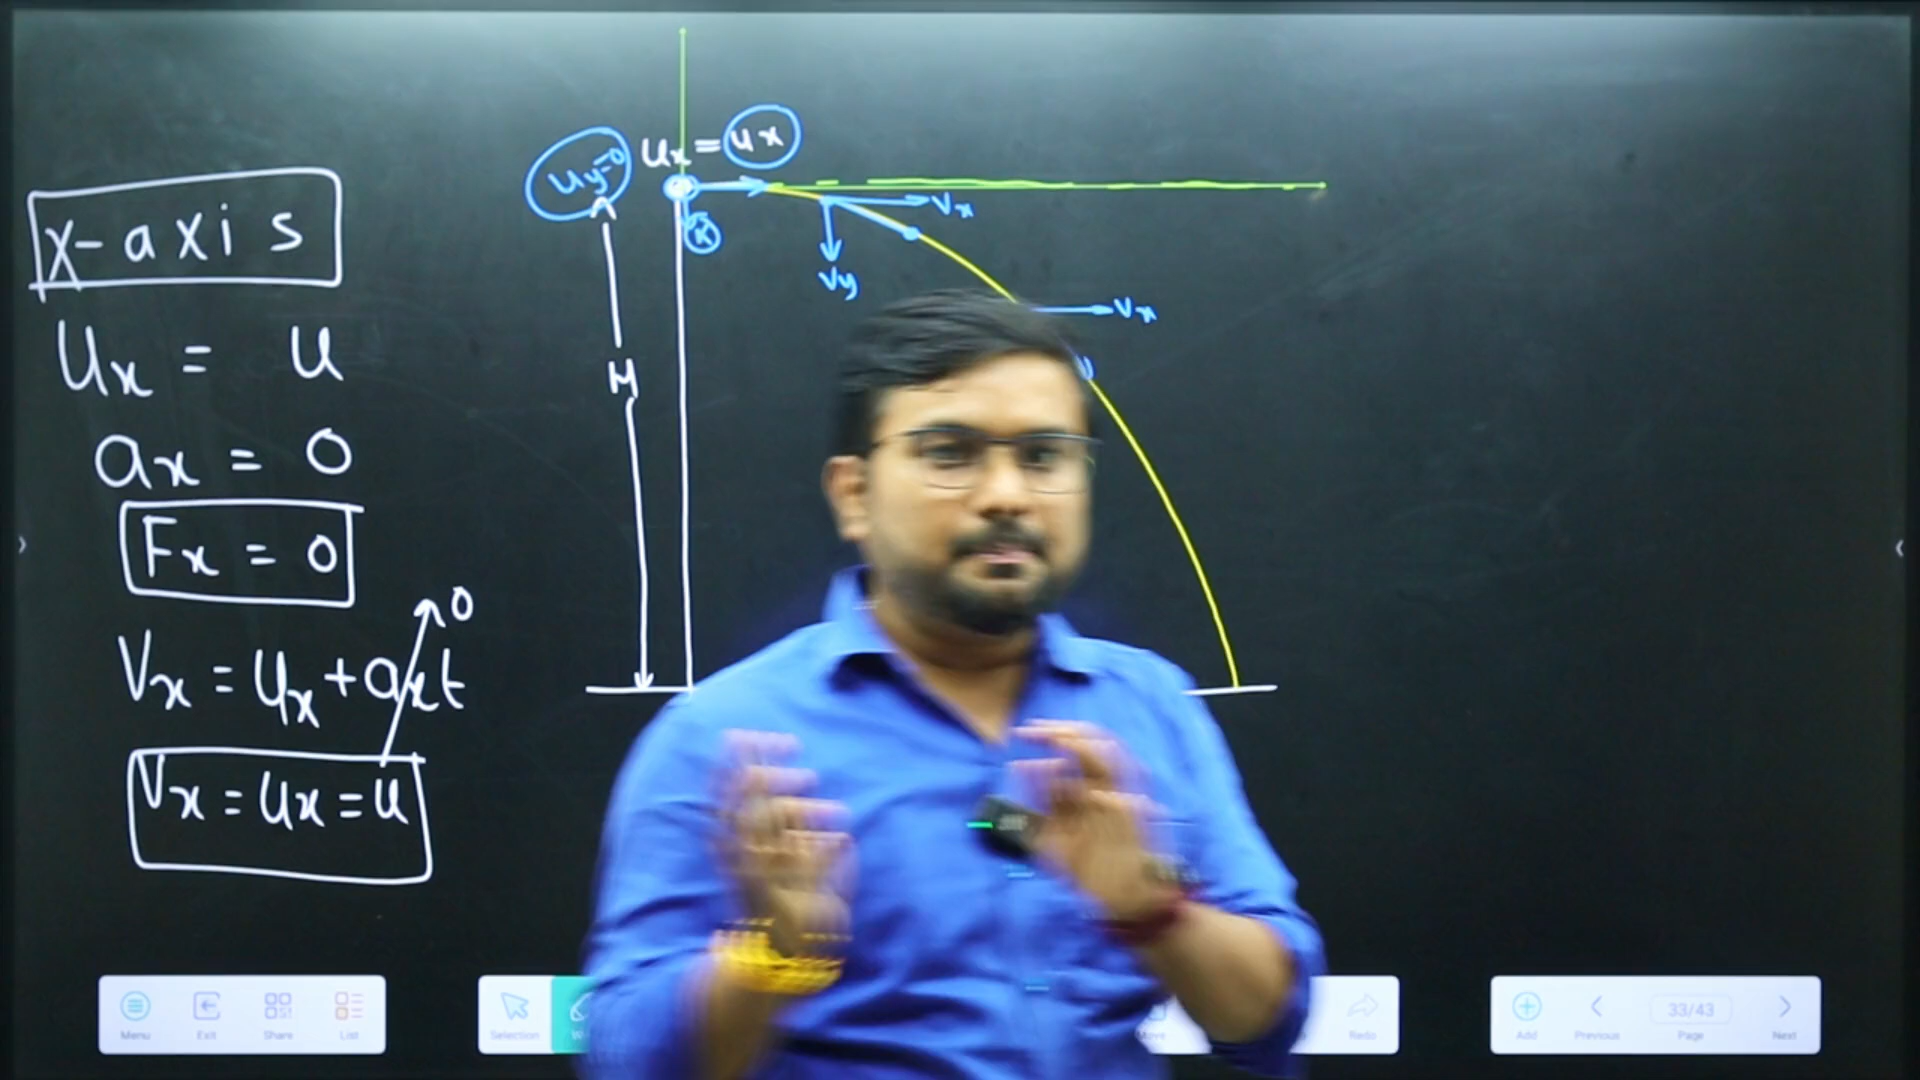 x-axis
ux = u
ax = 0
Fx = 0
0
Vx = ux + axt
Vx = ux = u
uy=0
ux = ux
Vx
Vy
Vx
H
Menu
Exit
Share
List
Selection
Redo
Add
Previous
33/43
Page
Next